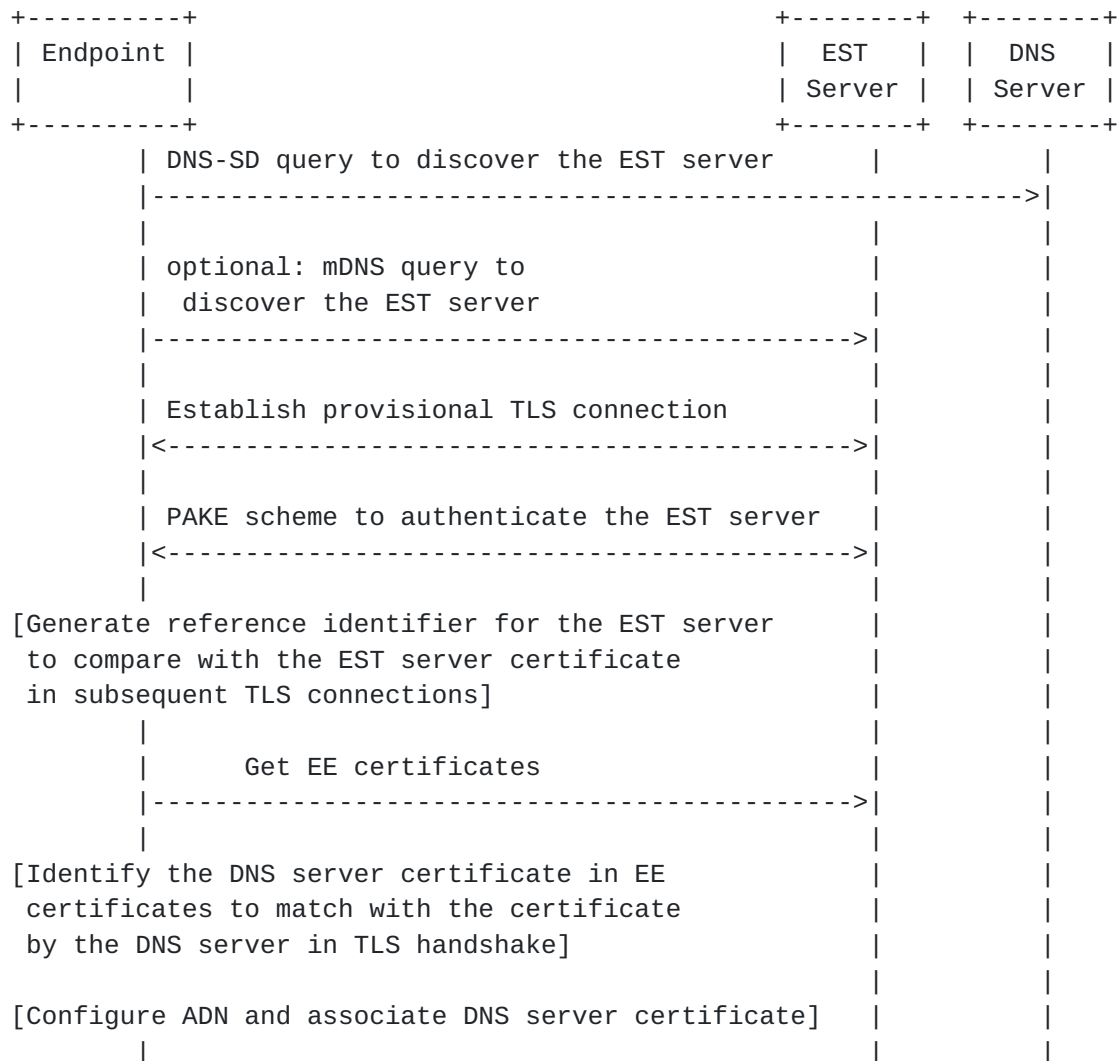 +----------+                                     +--------+  +--------+
| Endpoint |                                     |  EST   |  |  DNS   |
|          |                                     | Server |  | Server |
+----------+                                     +--------+  +--------+
        | DNS-SD query to discover the EST server      |          |
        |-------------------------------------------------------->|
        |                                              |          |
        | optional: mDNS query to                      |          |
        |  discover the EST server                     |          |
        |--------------------------------------------->|          |
        |                                              |          |
        | Establish provisional TLS connection         |          |
        |<-------------------------------------------->|          |
        |                                              |          |
        | PAKE scheme to authenticate the EST server   |          |
        |<-------------------------------------------->|          |
        |                                              |          |
[Generate reference identifier for the EST server      |          |
 to compare with the EST server certificate            |          |
 in subsequent TLS connections]                        |          |
        |                                              |          |
        |      Get EE certificates                     |          |
        |--------------------------------------------->|          |
        |                                              |          |
[Identify the DNS server certificate in EE             |          |
 certificates to match with the certificate            |          |
 by the DNS server in TLS handshake]                   |          |
                                                       |          |
[Configure ADN and associate DNS server certificate]   |          |
        |                                              |          |